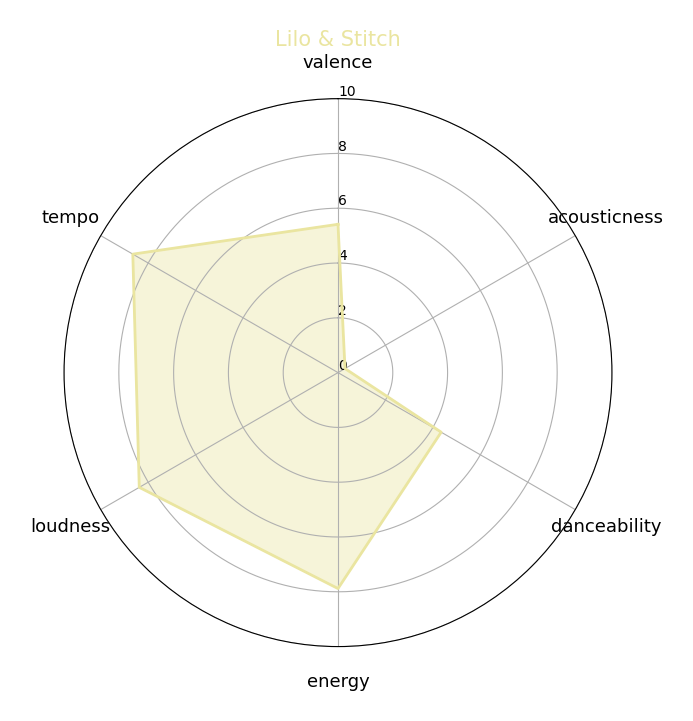 Lilo & Stitch
valence
10
8
tempo
acousticness
6
4
2
0
loudness
danceability
energy